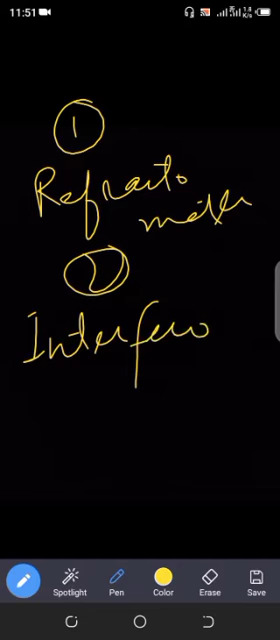 11:51
1
Refracto
meter
2
Interfero
Spotlight Pen Color Erase Save